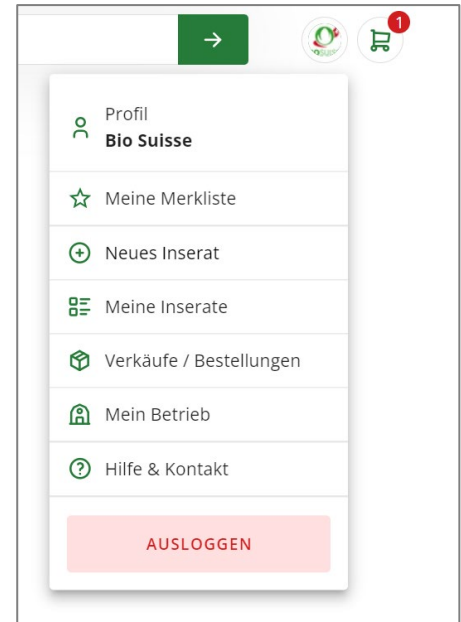 1
Profil
Bio Suisse
Meine Merkliste
Neues Inserat
Meine Inserate
Verkäufe / Bestellungen
Mein Betrieb
Hilfe & Kontakt
AUSLOGGEN